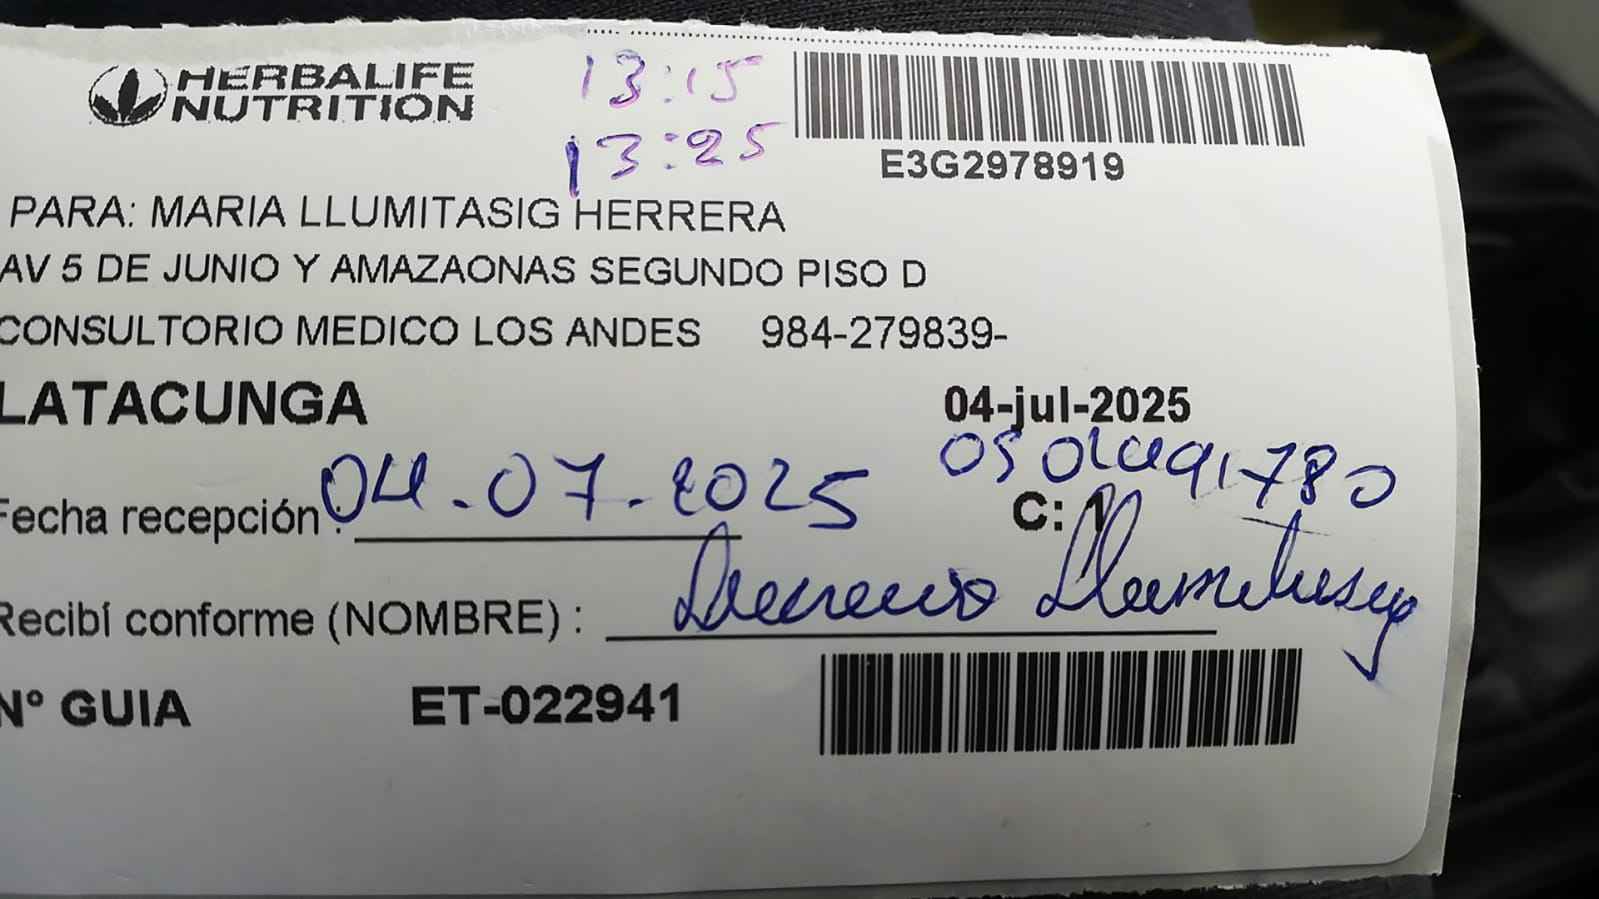 HERBALIFE
NUTRITION
13:15
13:25
E3G2978919
PARA: MARIA LLUMITASIG HERRERA
AV 5 DE JUNIO Y AMAZAONAS SEGUNDO PISO D
CONSULTORIO MEDICO LOS ANDES 984-279839-
LATACUNGA 04-jul-2025
Fecha recepción : 04.07.2025
C: 1
Recibí conforme (NOMBRE) : Llumitasig
Nº GUIA ET-022941